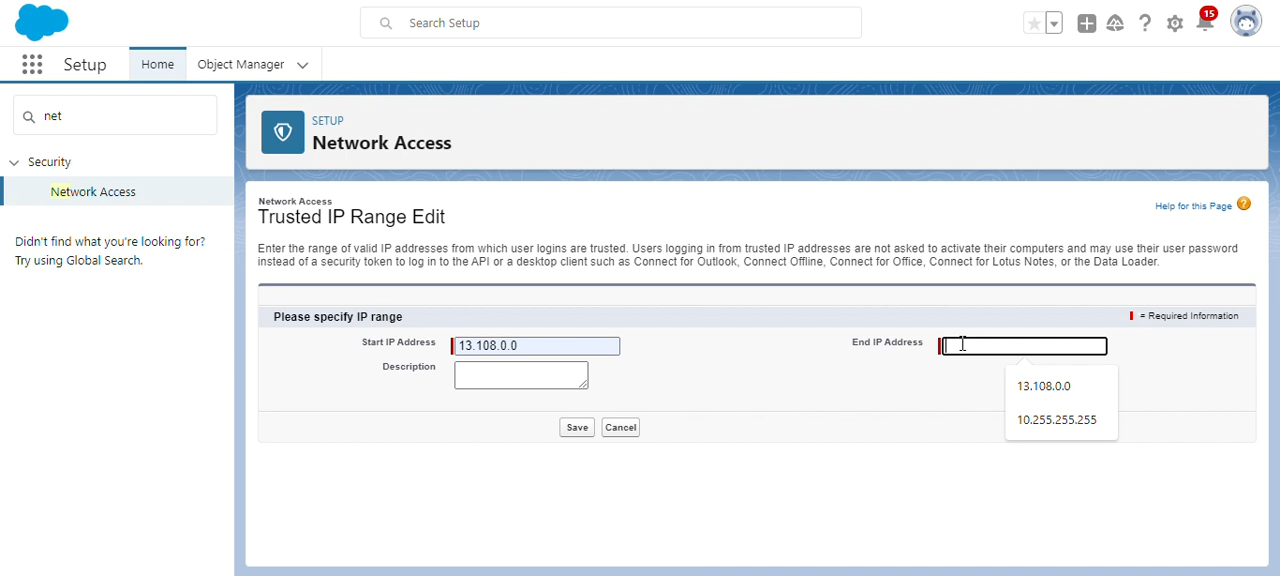 Search Setup
15
Setup
Home
Object Manager
net
Security
Network Access
Didn't find what you're looking for?
Try using Global Search.
SETUP
Network Access
Network Access
Trusted IP Range Edit
Help for this Page ?
Enter the range of valid IP addresses from which user logins are trusted. Users logging in from trusted IP addresses are not asked to activate their computers and may use their user password
instead of a security token to log in to the API or a desktop client such as Connect for Outlook, Connect Offline, Connect for Office, Connect for Lotus Notes, or the Data Loader.
Please specify IP range
= Required Information
Start IP Address
13.108.0.0
End IP Address
Description
13.108.0.0
10.255.255.255
Save
Cancel